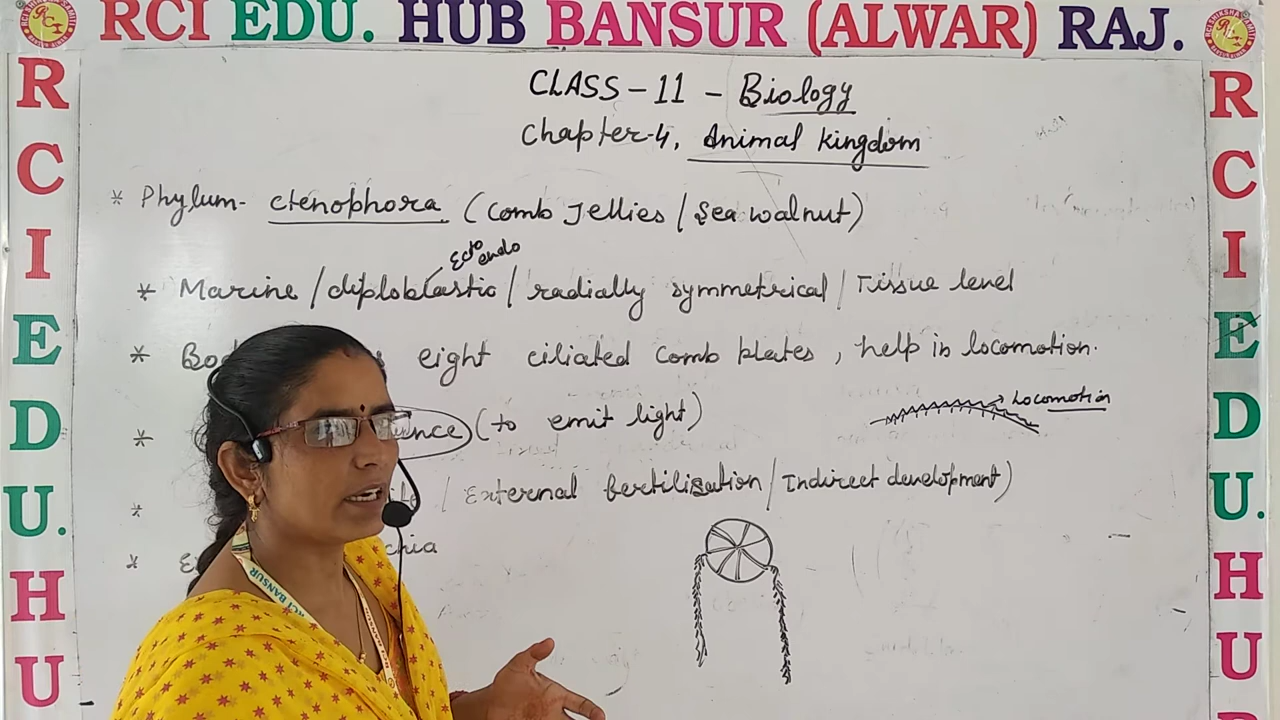 RCI EDU. HUB BANSUR (ALWAR) RAJ.
R
C
I
E
D
U.
H
U
CLASS-11 - Biology
Chapter-4, Animal kingdom
* Phylum- ctenophora (Comb Jellies / Sea walnut)
Ecto endo
* Marine / diploblastic / radially symmetrical / Tissue level
* eight ciliated comb plates, help in locomotion.
Locomotion
* (to emit light)
* / External fertilisation / Indirect development)
*
RCI BANSUR
R
C
I
E
D
U.
H
U